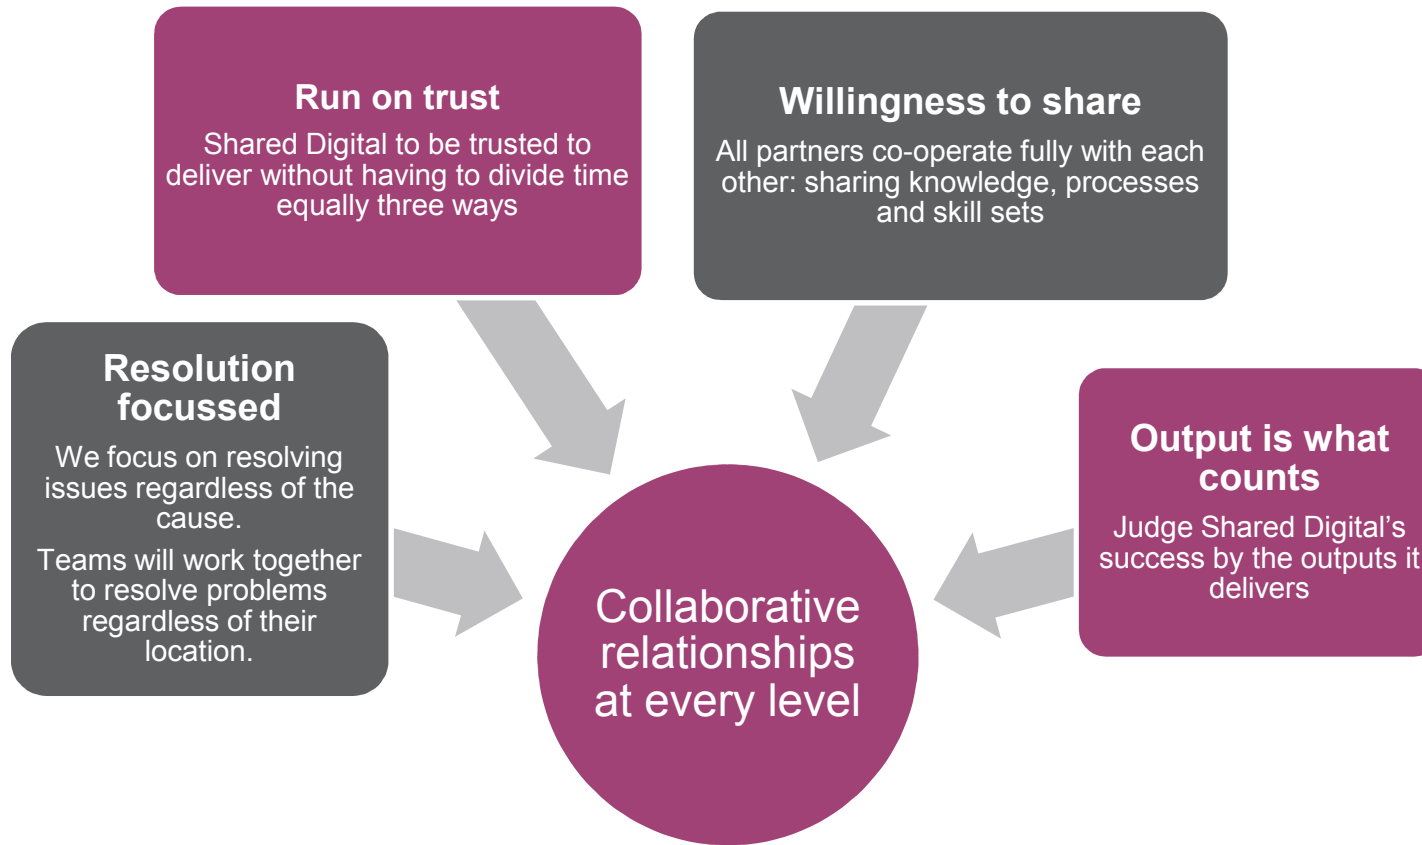 Run on trust
Shared Digital to be trusted to
deliver without having to divide time
equally three ways
Willingness to share
All partners co-operate fully with each
other: sharing knowledge, processes
and skill sets
Resolution
focussed
We focus on resolving
issues regardless of the
cause.
Teams will work together
to resolve problems
regardless of their
location.
Output is what
counts
Judge Shared Digital’s
success by the outputs it
delivers
Collaborative
relationships
at every level